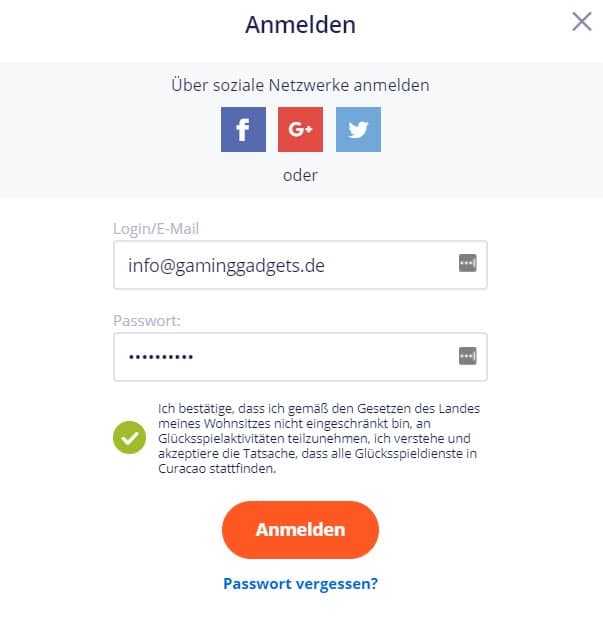 Anmelden
Über soziale Netzwerke anmelden
f G+
oder
Login/E-Mail
info@gaminggadgets.de
Passwort:
••••••••••
Ich bestätige, dass ich gemäß den Gesetzen des Landes
meines Wohnsitzes nicht eingeschränkt bin, an
Glücksspielaktivitäten teilzunehmen, ich verstehe und
akzeptiere die Tatsache, dass alle Glücksspieldienste in
Curacao stattfinden.
Anmelden
Passwort vergessen?